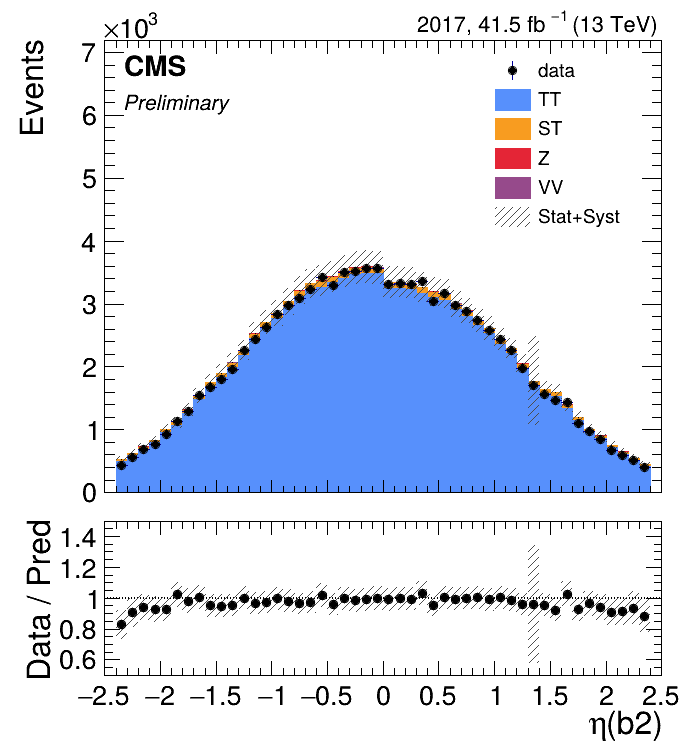 ×10³
2017, 41.5 fb⁻¹ (13 TeV)
CMS
Preliminary
data
TT
ST
Z
VV
Stat+Syst
Events
7
6
5
4
3
2
1
0
Data / Pred
1.4
1.2
1
0.8
0.6
−2.5 −2 −1.5 −1 −0.5 0 0.5 1 1.5 2 2.5
η(b2)